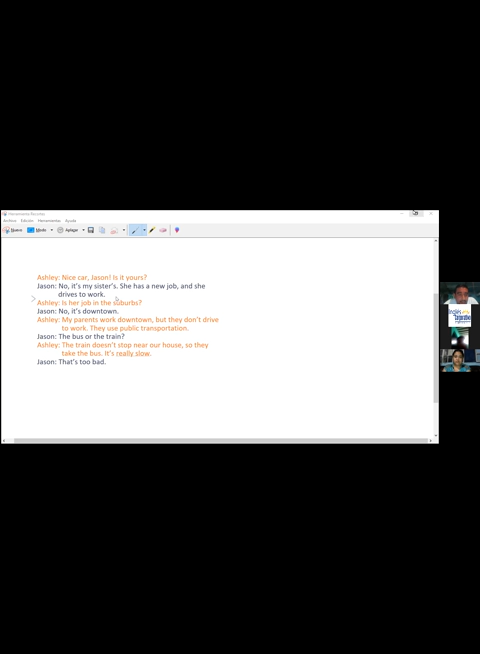 Herramienta Recortes
Archivo Edición Herramientas Ayuda
Nuevo Modo Aplazar
Ashley: Nice car, Jason! Is it yours?
Jason: No, it's my sister's. She has a new job, and she
drives to work.
Ashley: Is her job in the suburbs?
Jason: No, it's downtown.
Ashley: My parents work downtown, but they don't drive
to work. They use public transportation.
Jason: The bus or the train?
Ashley: The train doesn't stop near our house, so they
take the bus. It's really slow.
Jason: That's too bad.